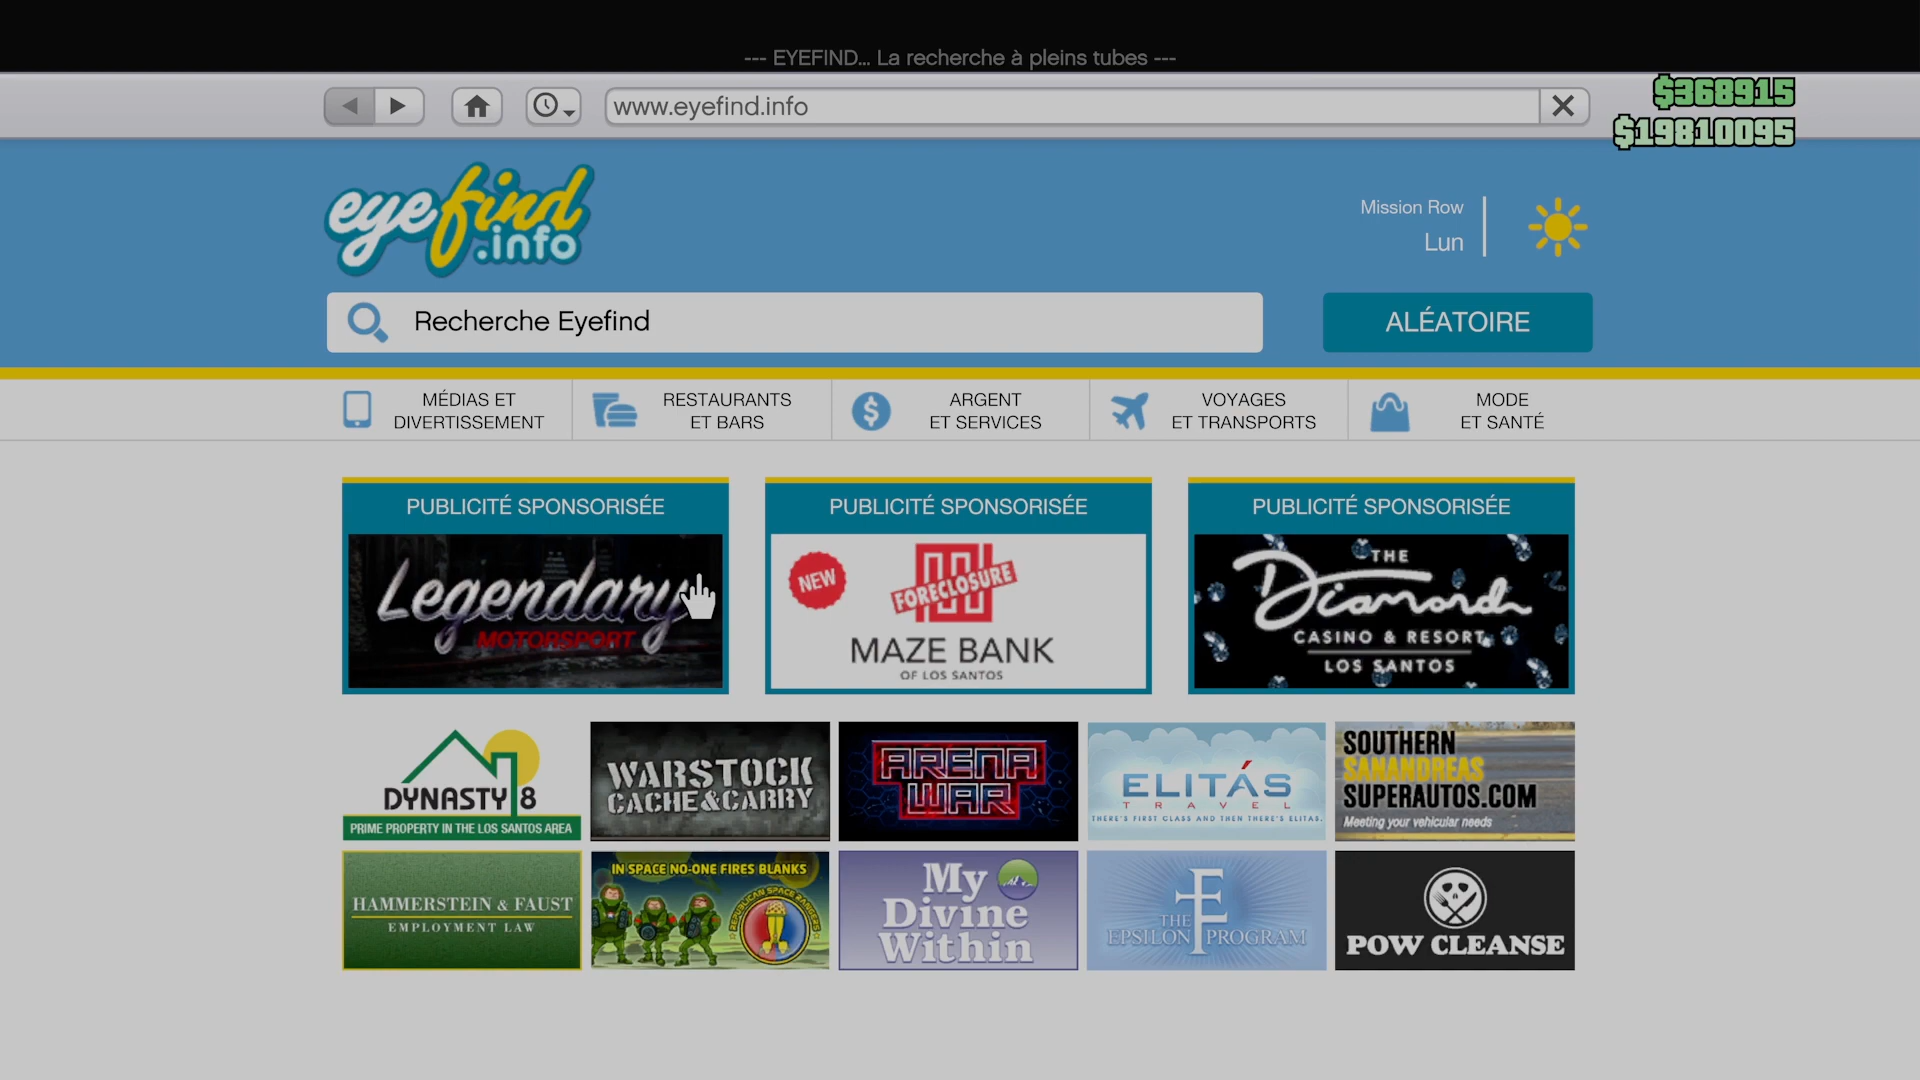 --- EYEFIND... La recherche à pleins tubes ---
www.eyefind.info
$368915
$19810095
eyefind
.info
Mission Row
Lun
Recherche Eyefind
ALÉATOIRE
MÉDIAS ET
DIVERTISSEMENT
RESTAURANTS
ET BARS
ARGENT
ET SERVICES
VOYAGES
ET TRANSPORTS
MODE
ET SANTÉ
PUBLICITÉ SPONSORISÉE
Legendary
MOTORSPORT
PUBLICITÉ SPONSORISÉE
NEW
FORECLOSURE
MAZE BANK
OF LOS SANTOS
PUBLICITÉ SPONSORISÉE
THE
Diamond
CASINO & RESORT
LOS SANTOS
DYNASTY 8
PRIME PROPERTY IN THE LOS SANTOS AREA
WARSTOCK
CACHE&CARRY
ARENA
WAR
ELITÁS
TRAVEL
THERE'S FIRST CLASS AND THEN THERE'S ELITAS.
SOUTHERN
SANANDREAS
SUPERAUTOS.COM
Meeting your vehicular needs
HAMMERSTEIN & FAUST
EMPLOYMENT LAW
IN SPACE NO-ONE FIRES BLANKS
REPUBLICAN SPACE RANGERS
My
Divine
Within
THE
EPSILON PROGRAM
POW CLEANSE